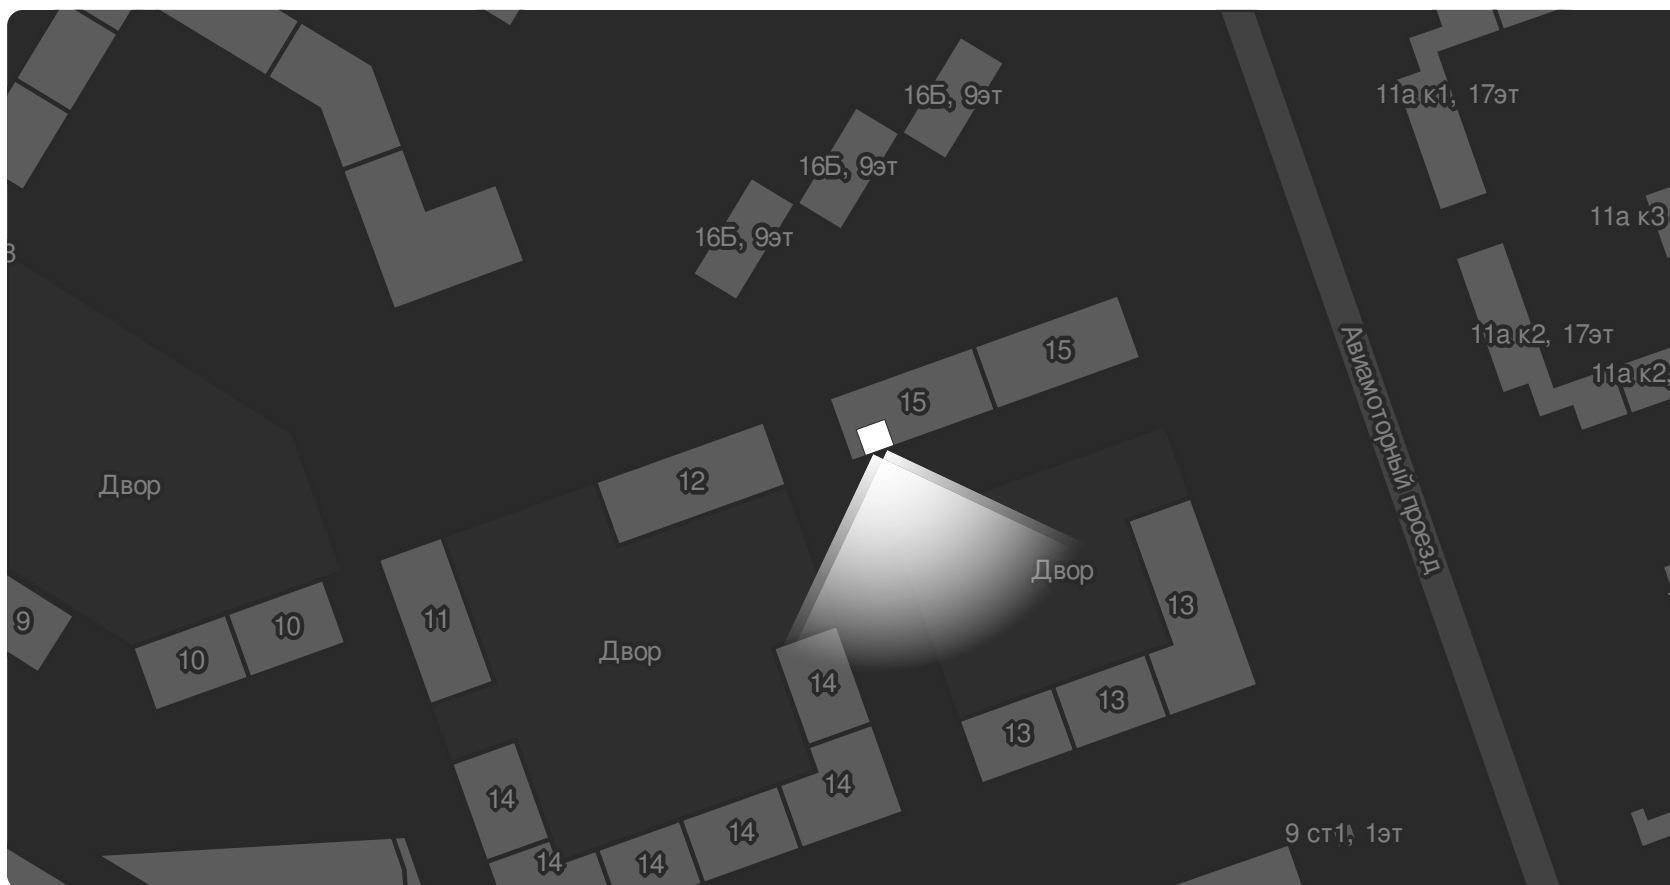 16Б, 9эт
11а к1, 17эт
16Б, 9эт
11а к3
16Б, 9эт
11а к2, 17эт
15
15
11а к2,
Авиамоторный проезд
12
Двор
Двор
13
11
9
10
10
Двор
14
13
13
14
14
14
14
14
9 ст1, 1эт